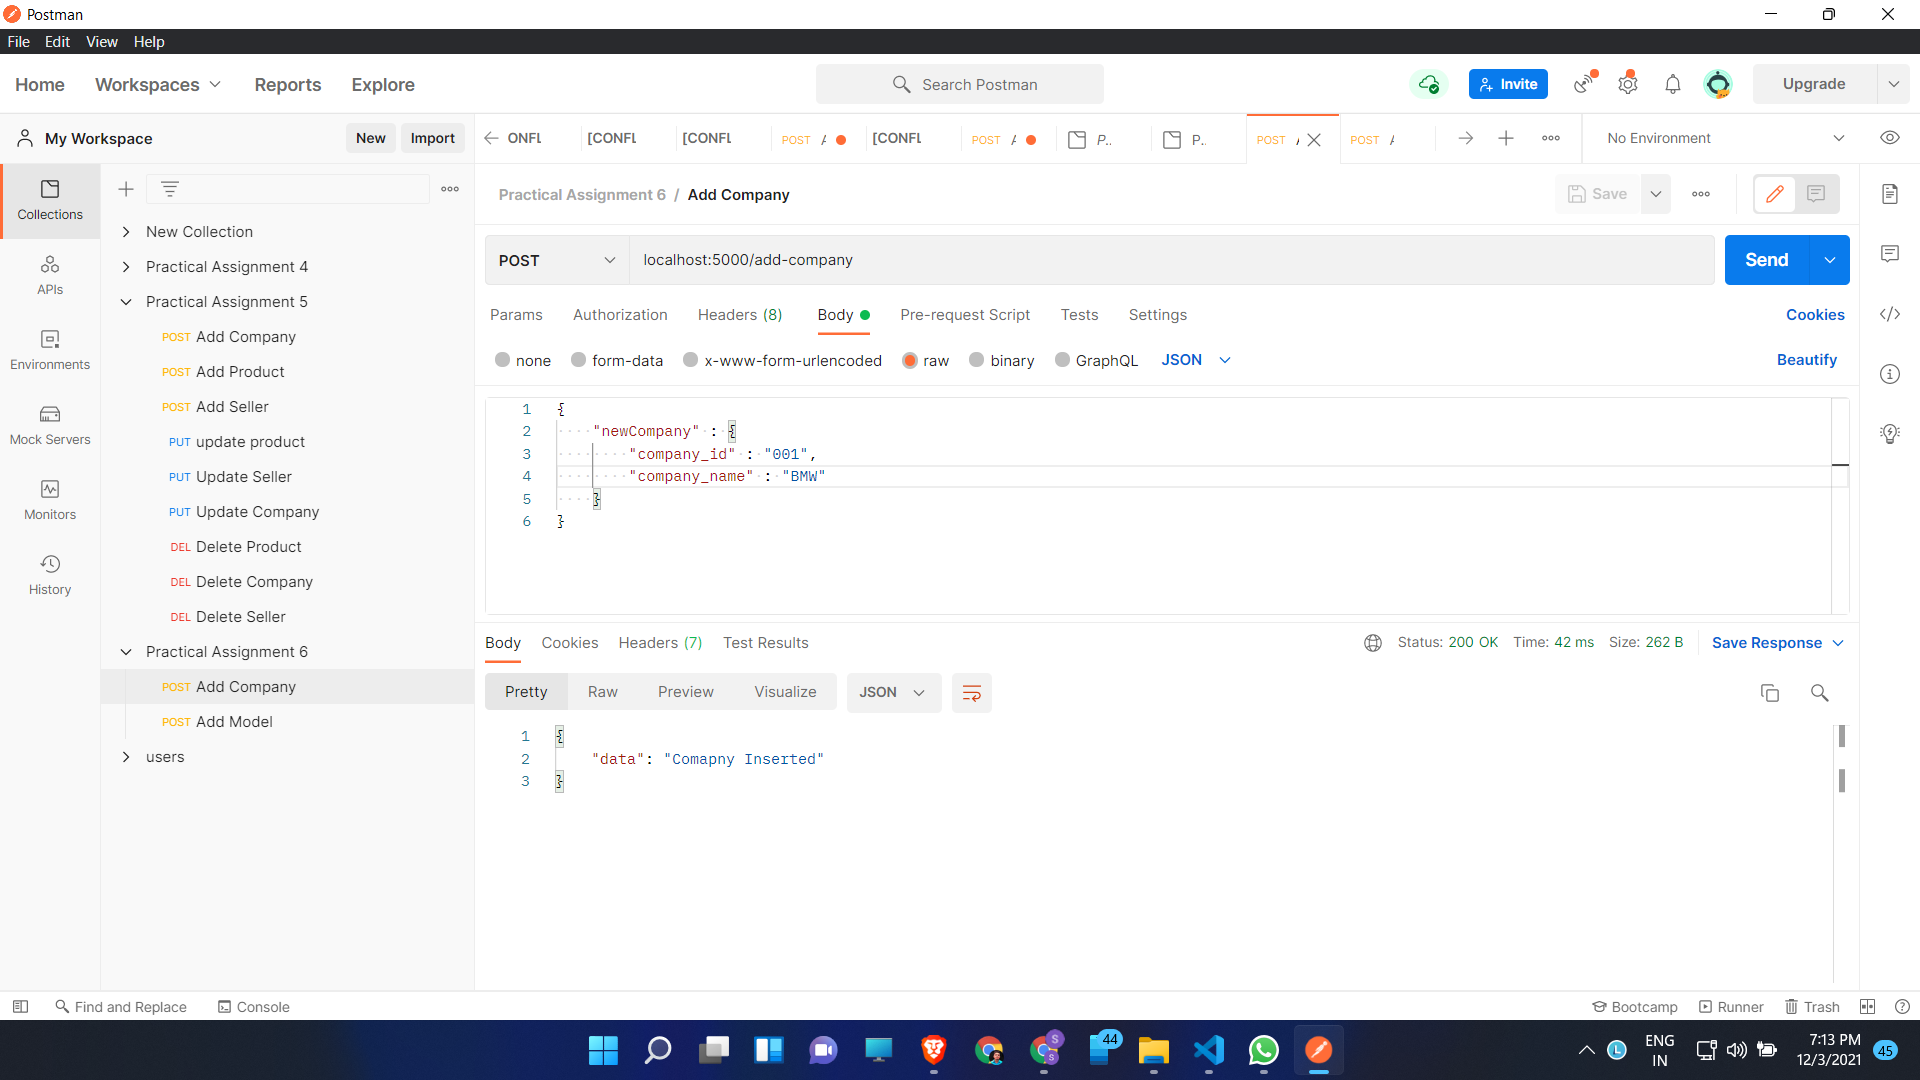 Postman
File Edit View Help
Home Workspaces Reports Explore
Search Postman
Invite
Upgrade
My Workspace
New Import
ONFL [CONFL [CONFL POST [CONFL POST P.. P.. POST POST
No Environment
Collections
APIs
Environments
Mock Servers
Monitors
History
New Collection
Practical Assignment 4
Practical Assignment 5
POST Add Company
POST Add Product
POST Add Seller
PUT update product
PUT Update Seller
PUT Update Company
DEL Delete Product
DEL Delete Company
DEL Delete Seller
Practical Assignment 6
POST Add Company
POST Add Model
users
Practical Assignment 6 / Add Company
Save
POST localhost:5000/add-company
Send
Params Authorization Headers (8) Body Pre-request Script Tests Settings
Cookies
none form-data x-www-form-urlencoded raw binary GraphQL JSON
Beautify
1 {
2 "newCompany" : {
3 "company_id" : "001",
4 "company_name" : "BMW"
5 }
6 }
Body Cookies Headers (7) Test Results
Status: 200 OK Time: 42 ms Size: 262 B
Save Response
Pretty Raw Preview Visualize JSON
1 {
2 "data": "Comapny Inserted"
3 }
Find and Replace Console
Bootcamp Runner Trash
S
S
44
L
ENG
IN
7:13 PM
12/3/2021
45